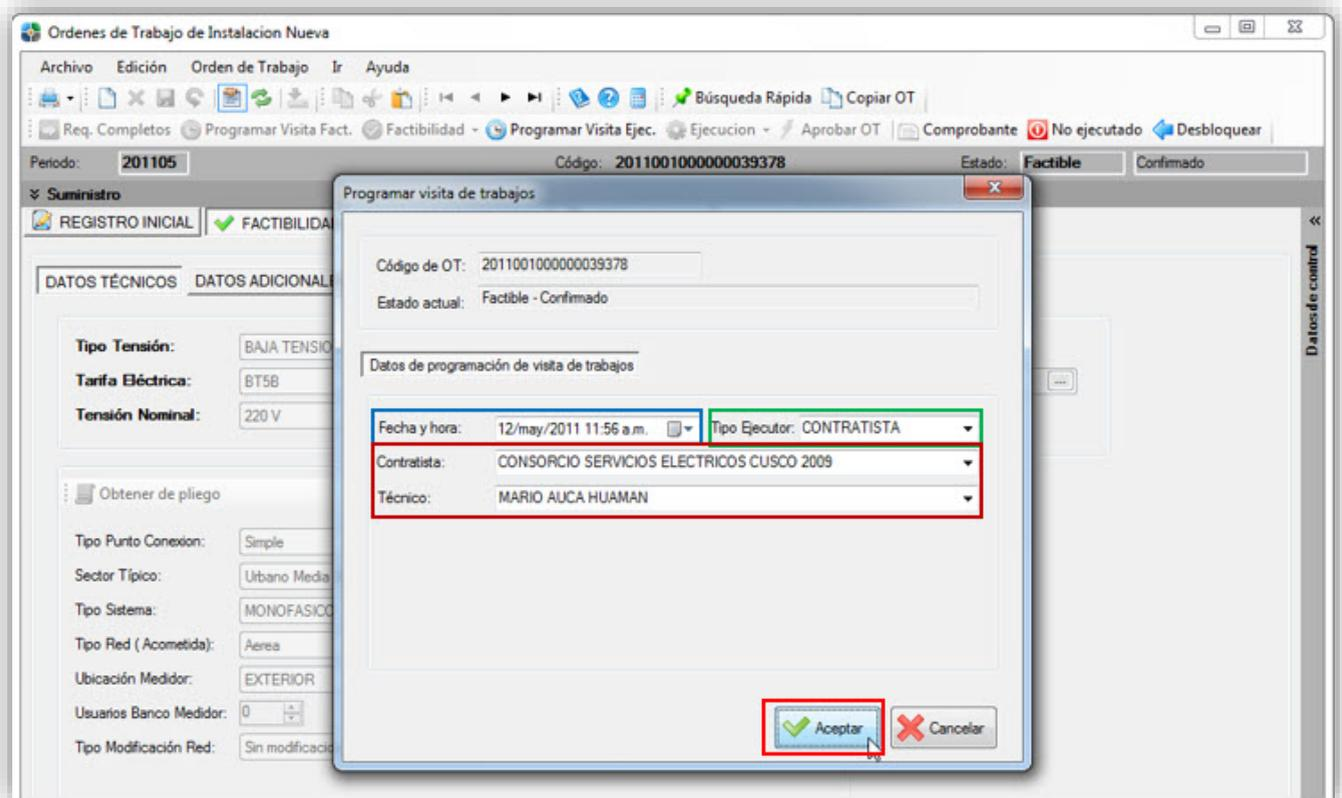 Ordenes de Trabajo de Instalacion Nueva
Archivo Edición Orden de Trabajo Ir Ayuda
Búsqueda Rápida Copiar OT
Req. Completos Programar Visita Fact. Factibilidad Programar Visita Ejec. Ejecucion Aprobar OT Comprobante No ejecutado Desbloquear
Periodo: 201105 Código: 2011001000000039378 Estado: Factible Confirmado
Suministro
REGISTRO INICIAL FACTIBILIDA
Datos de control
DATOS TÉCNICOS DATOS ADICIONALE
Tipo Tensión: BAJA TENSIO
Tarifa Eléctrica: BT5B
Tensión Nominal: 220 V
Obtener de pliego
Tipo Punto Conexion: Simple
Sector Típico: Urbano Media
Tipo Sistema: MONOFASICO
Tipo Red ( Acometida): Aerea
Ubicación Medidor: EXTERIOR
Usuarios Banco Medidor: 0
Tipo Modificación Red: Sin modificacio
Programar visita de trabajos
Código de OT: 2011001000000039378
Estado actual: Factible - Confirmado
Datos de programación de visita de trabajos
Fecha y hora: 12/may/2011 11:56 a.m. Tipo Ejecutor: CONTRATISTA
Contratista: CONSORCIO SERVICIOS ELECTRICOS CUSCO 2009
Técnico: MARIO AUCA HUAMAN
Aceptar Cancelar